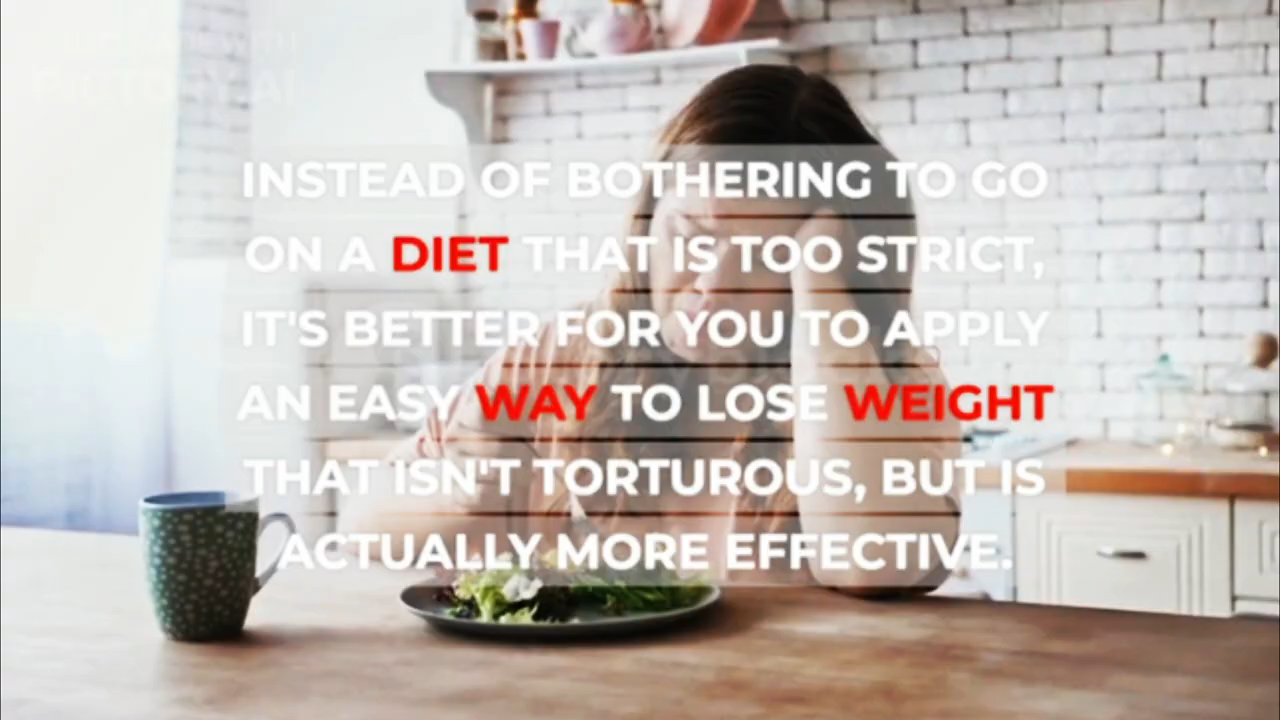 INSTEAD OF BOTHERING TO GO
ON A DIET THAT IS TOO STRICT,
IT'S BETTER FOR YOU TO APPLY
AN EASY WAY TO LOSE WEIGHT
THAT ISN'T TORTUROUS, BUT IS
ACTUALLY MORE EFFECTIVE.